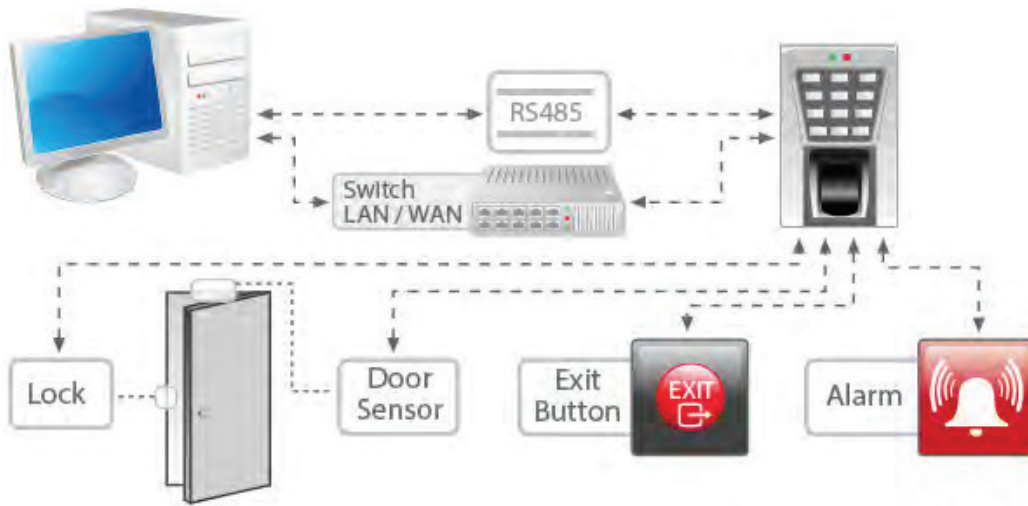 RS485
Switch
LAN / WAN
Lock
Door
Sensor
Exit
Button
EXIT
Alarm